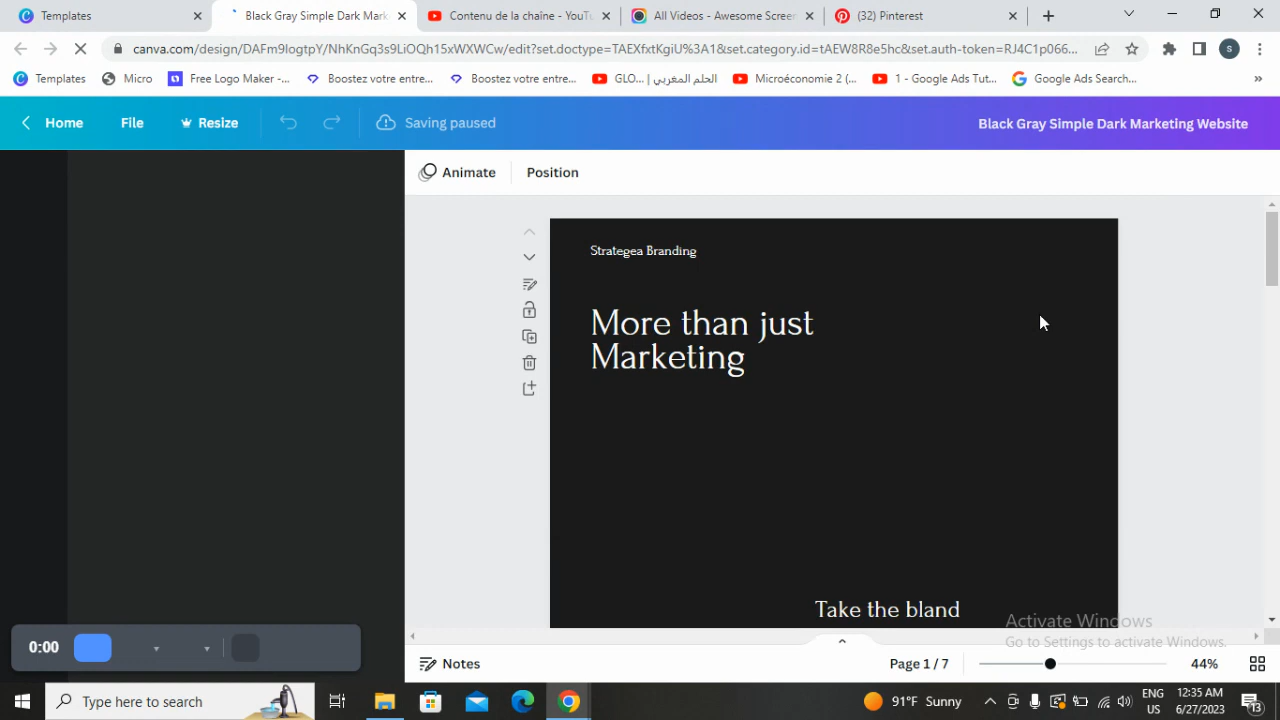 Templates
Black Gray Simple Dark Mark
Contenu de la chaîne - YouTu
All Videos - Awesome Screen
(32) Pinterest
canva.com/design/DAFm9logtpY/NhKnGq3s9LiOQh15xWXWCw/edit?set.doctype=TAEXfxtKgiU%3A1&set.category.id=tAEW8R8e5hc&set.auth-token=RJ4C1p066...
S
Templates
Micro
Free Logo Maker -...
Boostez votre entre...
Boostez votre entre...
GLO... | الحلم المغربي
Microéconomie 2 (...
1 - Google Ads Tut...
Google Ads Search...
»
Home
File
Resize
Saving paused
Black Gray Simple Dark Marketing Website
Animate
Position
Strategea Branding
More than just
Marketing
Take the bland
Activate Windows
Go to Settings to activate Windows.
0:00
Notes
Page 1 / 7
44%
Type here to search
91°F Sunny
ENG
US
12:35 AM
6/27/2023
13